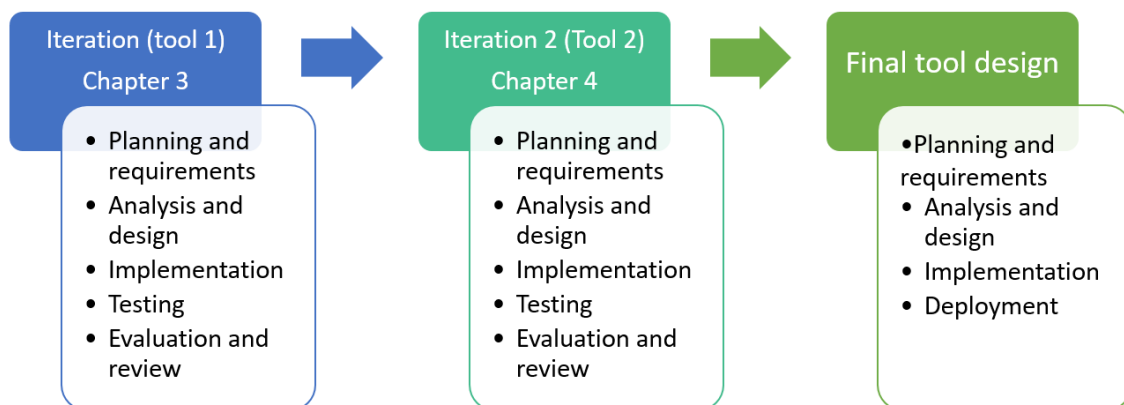 Iteration (tool 1)
Chapter 3
• Planning and
requirements
• Analysis and
design
• Implementation
• Testing
• Evaluation and
review
Iteration 2 (Tool 2)
Chapter 4
• Planning and
requirements
• Analysis and
design
• Implementation
• Testing
• Evaluation and
review
Final tool design
•Planning and
requirements
• Analysis and
design
• Implementation
• Deployment